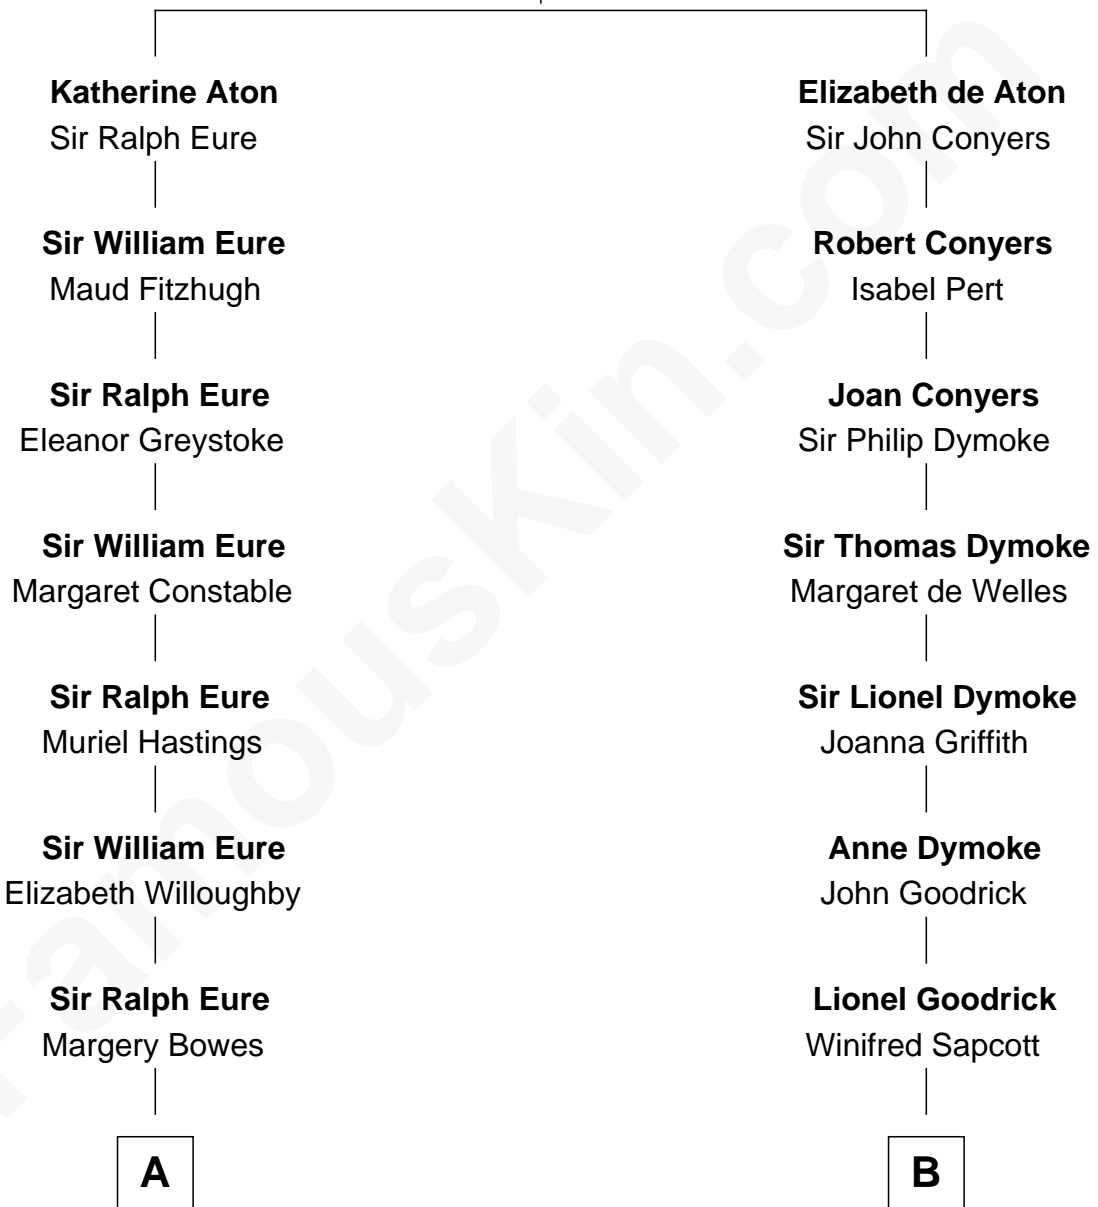 Katherine Aton
Sir Ralph Eure
Sir William Eure
Maud Fitzhugh
Sir Ralph Eure
Eleanor Greystoke
Sir William Eure
Margaret Constable
Sir Ralph Eure
Muriel Hastings
Sir William Eure
Elizabeth Willoughby
Sir Ralph Eure
Margery Bowes
A
Elizabeth de Aton
Sir John Conyers
Robert Conyers
Isabel Pert
Joan Conyers
Sir Philip Dymoke
Sir Thomas Dymoke
Margaret de Welles
Sir Lionel Dymoke
Joanna Griffith
Anne Dymoke
John Goodrick
Lionel Goodrick
Winifred Sapcott
B
FamousKin.com